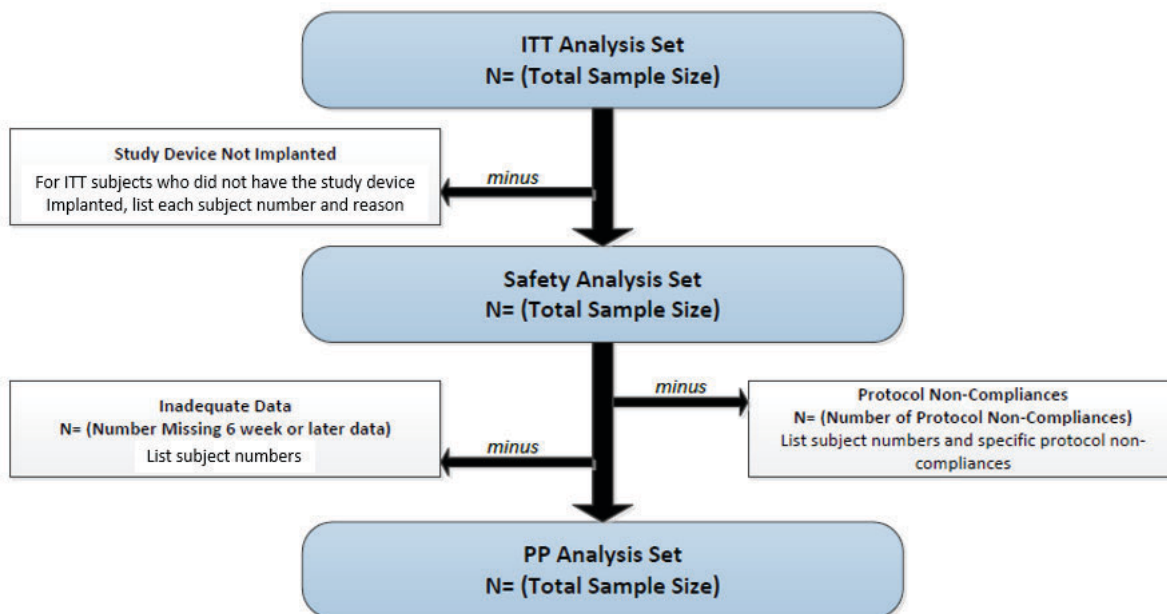 ITT Analysis Set
N= (Total Sample Size)
Study Device Not Implanted
For ITT subjects who did not have the study device
Implanted, list each subject number and reason
minus
Safety Analysis Set
N= (Total Sample Size)
minus
Protocol Non-Compliances
N= (Number of Protocol Non-Compliances)
List subject numbers and specific protocol non-
compliances
Inadequate Data
N= (Number Missing 6 week or later data)
List subject numbers
minus
PP Analysis Set
N= (Total Sample Size)